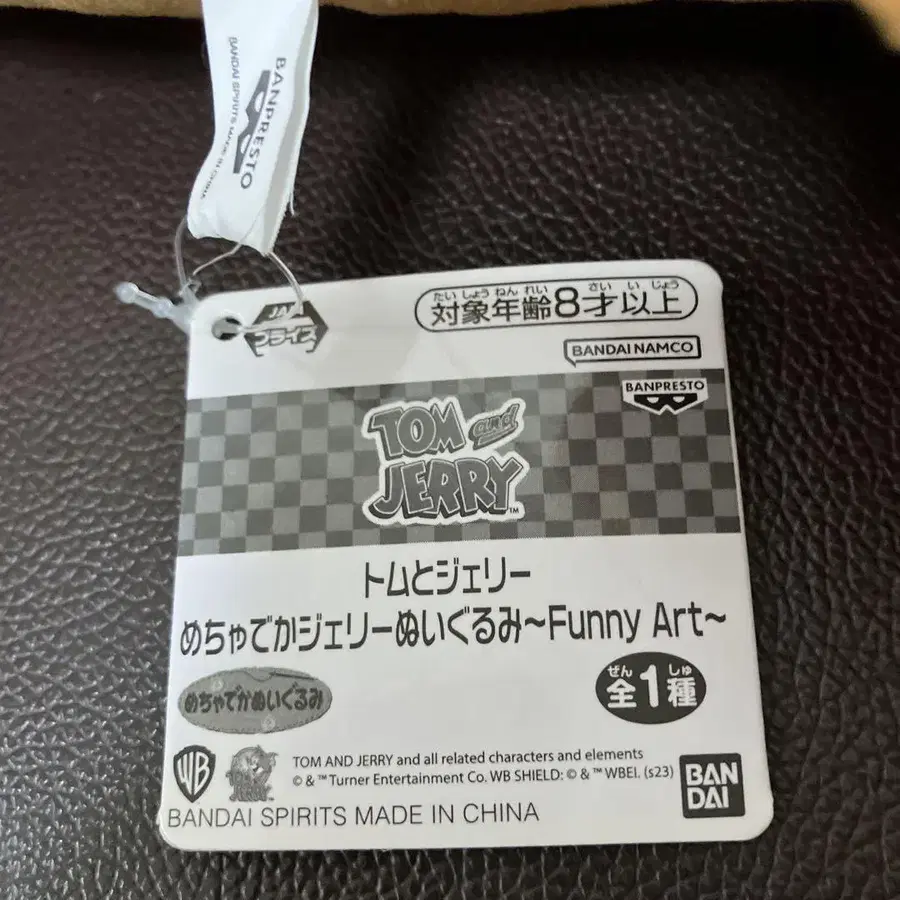 BANPRESTO
BANDAI SPIRITS MADE IN CHINA
プライズ
たいしょうねんれい さいいじょう
対象年齢8才以上
BANDAI NAMCO
BANPRESTO
TOM and
JERRY™
トムとジェリー
めちゃでかジェリーぬいぐるみ~Funny Art~
めちゃでかぬいぐるみ
ぜん しゅ
全1種
WB
TOM AND JERRY and all related characters and elements
© & ™ Turner Entertainment Co. WB SHIELD: © & ™ WBEI. (s23)
BANDAI SPIRITS MADE IN CHINA
BAN
DAI